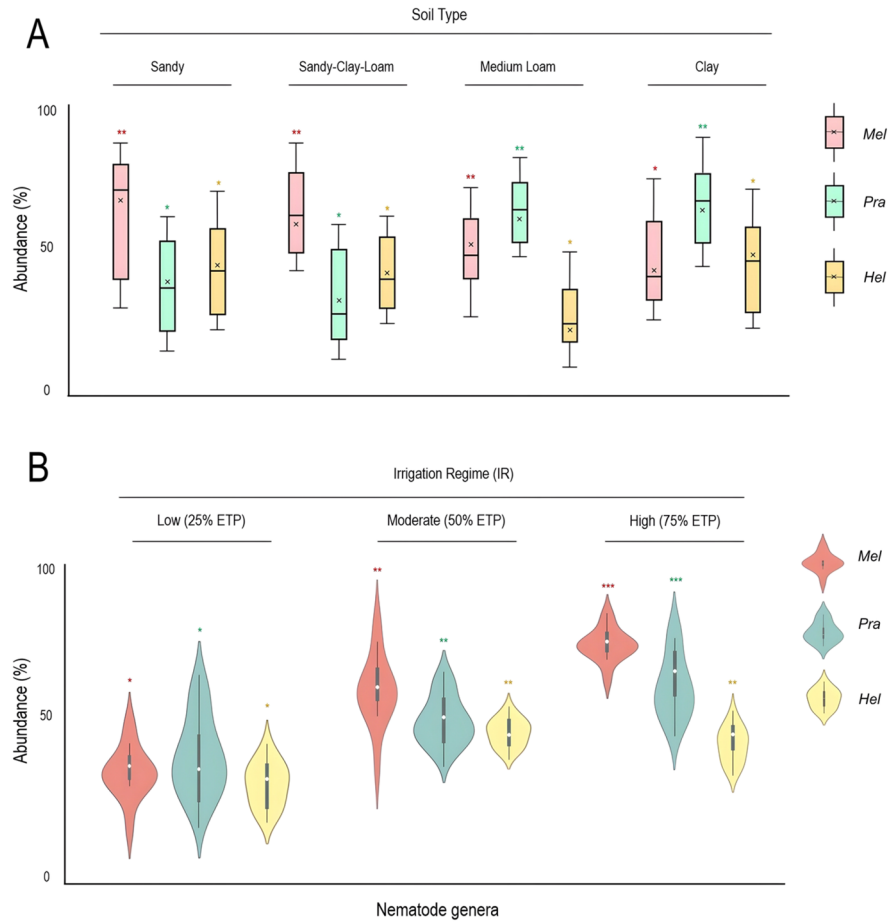 A
Soil Type
Sandy
Sandy-Clay-Loam
Medium Loam
Clay
100
50
0
Abundance (%)
**
*
*
**
*
*
**
**
*
*
**
*
Mel
Pra
Hel
B
Irrigation Regime (IR)
Low (25% ETP)
Moderate (50% ETP)
High (75% ETP)
100
50
0
Abundance (%)
*
*
*
**
**
**
***
***
**
Mel
Pra
Hel
Nematode genera